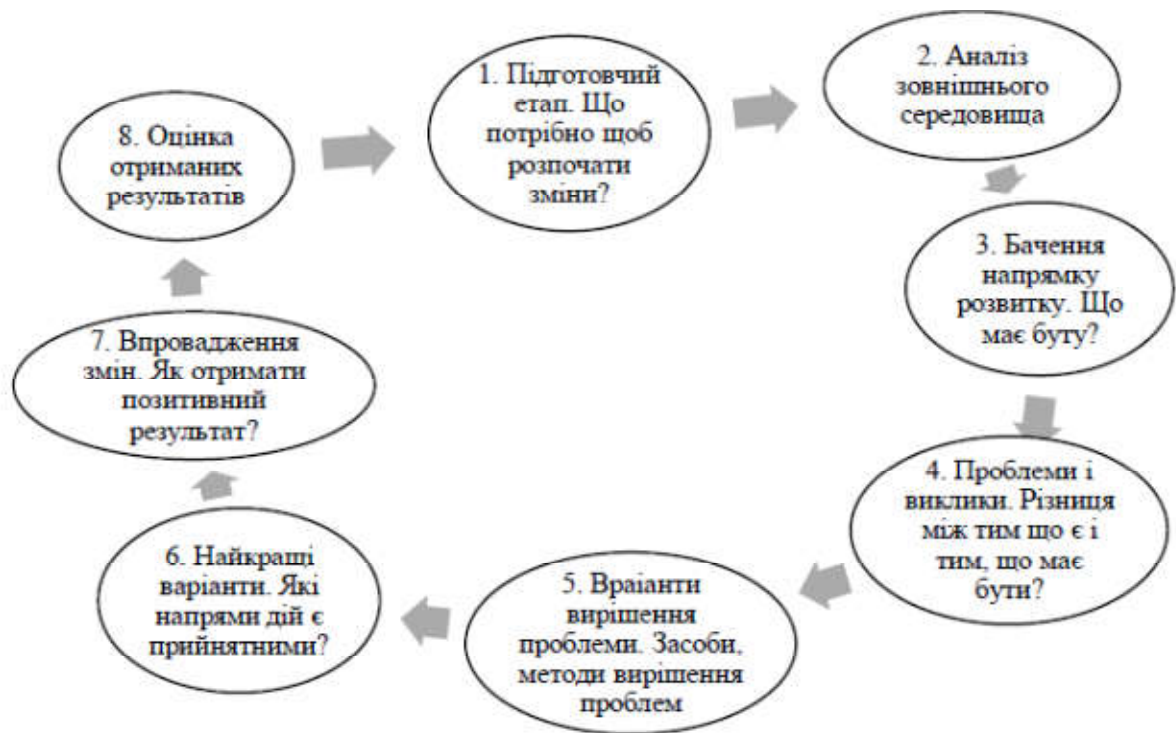 1. Підготовчий
етап. Що
потрібно щоб
розпочати
зміни?
2. Аналіз
зовнішнього
середовища
3. Бачення
напрямку
розвитку. Що
має буту?
4. Проблеми і
виклики. Різниця
між тим що є і
тим, що має
бути?
5. Враіанти
вирішення
проблеми. Засоби,
методи вирішення
проблем
6. Найкращі
варіанти. Які
напрями дій є
прийнятними?
7. Впровадження
змін. Як отримати
позитивний
результат?
8. Оцінка
отриманих
результатів